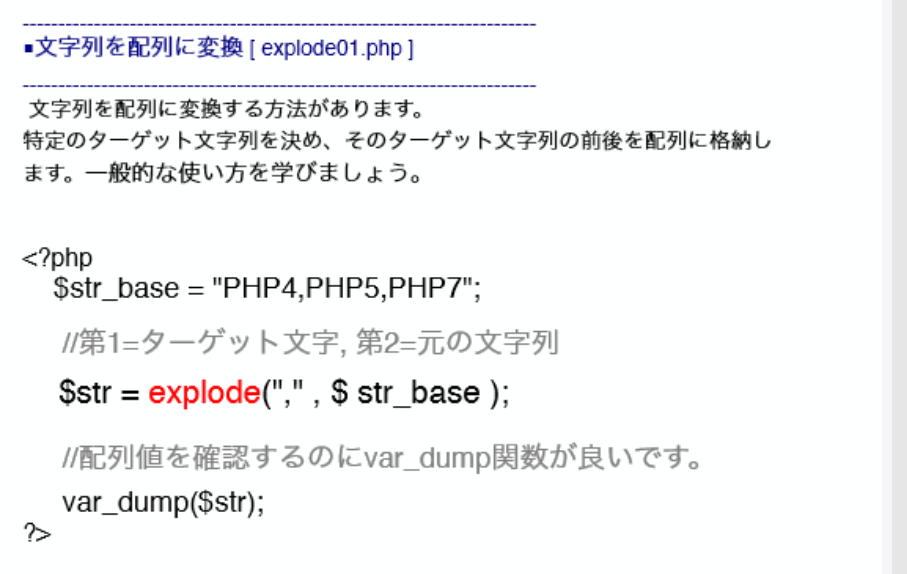 ------------------------------------------------------------------------
▪文字列を配列に変換 [ explode01.php ]
------------------------------------------------------------------------
文字列を配列に変換する方法があります。
特定のターゲット文字列を決め、そのターゲット文字列の前後を配列に格納し
ます。一般的な使い方を学びましょう。
<?php
$str_base = "PHP4,PHP5,PHP7";
//第1=ターゲット文字, 第2=元の文字列
$str = explode("," , $ str_base );
//配列値を確認するのにvar_dump関数が良いです。
var_dump($str);
?>